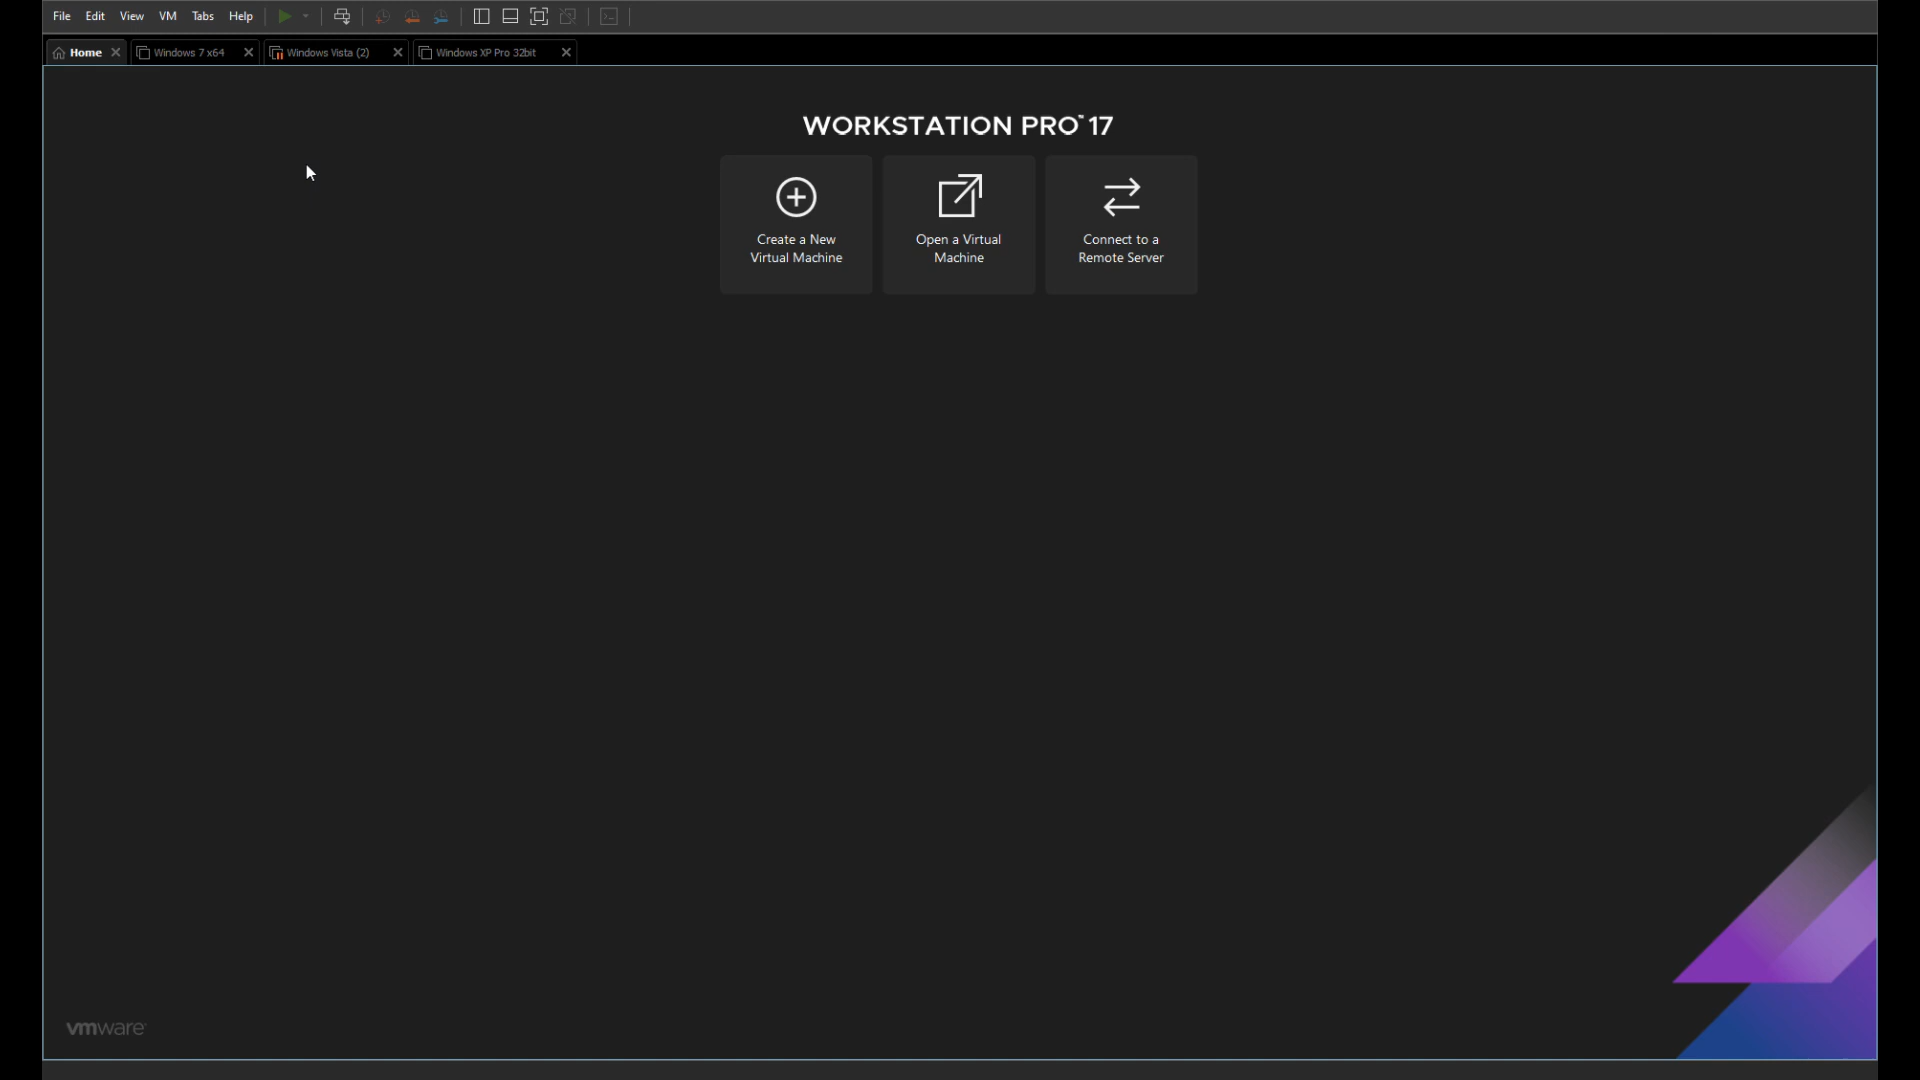 File Edit View VM Tabs Help
Home Windows 7 x64 Windows Vista (2) Windows XP Pro 32bit
WORKSTATION PRO™ 17
Create a New
Virtual Machine
Open a Virtual
Machine
Connect to a
Remote Server
vmware